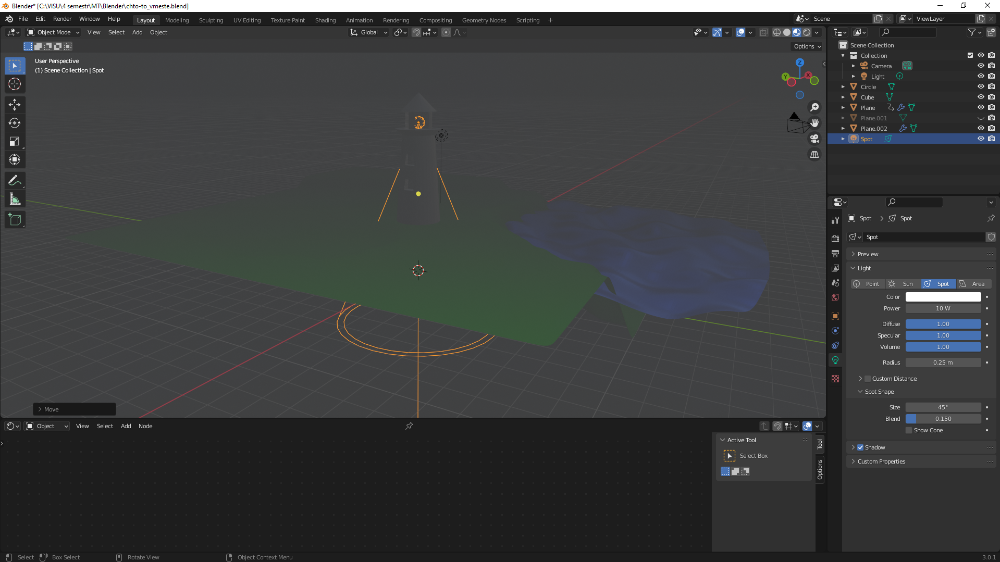 Blender* [C:\VISU\4 semestr\MT\Blender\chto-to_vmeste.blend]
File Edit Render Window Help Layout Modeling Sculpting UV Editing Texture Paint Shading Animation Rendering Compositing Geometry Nodes Scripting + Scene ViewLayer
Object Mode View Select Add Object Global
Options
User Perspective
(1) Scene Collection | Spot
Z
Y
X
Move
Scene Collection
Collection
Camera
Light
Circle
Cube
Plane
Plane.001
Plane.002
Spot
Spot > Spot
Spot
Preview
Light
Point Sun Spot Area
Color
Power 10 W
Diffuse 1.00
Specular 1.00
Volume 1.00
Radius 0.25 m
Custom Distance
Spot Shape
Size 45°
Blend 0.150
Show Cone
Shadow
Custom Properties
Object View Select Add Node
Active Tool
Select Box
Tool
Options
Select Box Select Rotate View Object Context Menu 3.0.1